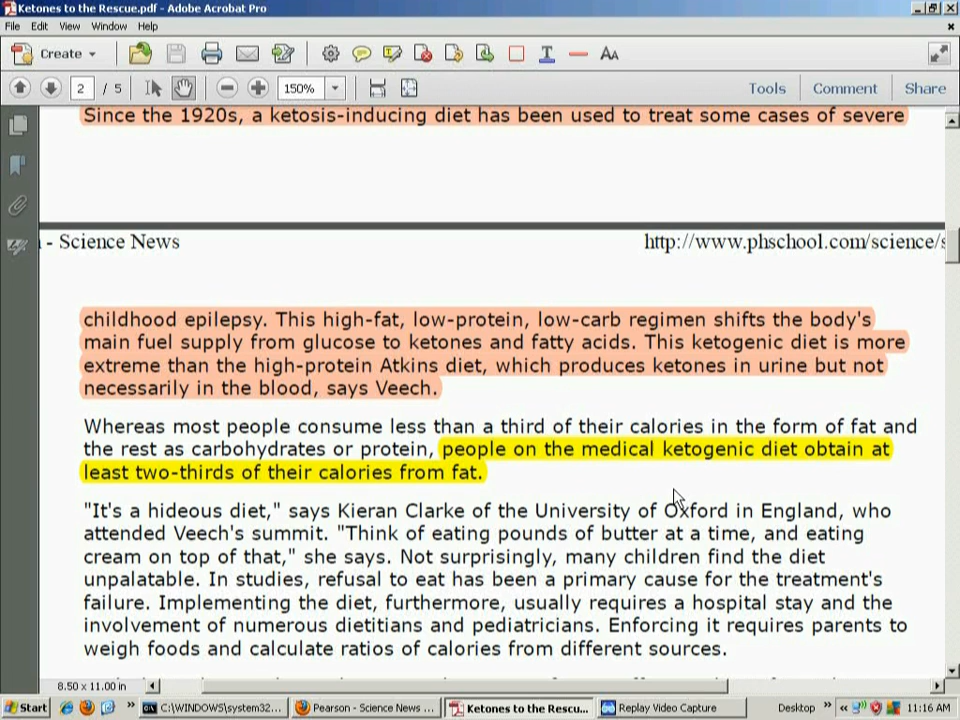 Ketones to the Rescue.pdf - Adobe Acrobat Pro
File Edit View Window Help
Create
2 / 5 150% Tools Comment Share
Since the 1920s, a ketosis-inducing diet has been used to treat some cases of severe
- Science News http://www.phschool.com/science/s
childhood epilepsy. This high-fat, low-protein, low-carb regimen shifts the body's
main fuel supply from glucose to ketones and fatty acids. This ketogenic diet is more
extreme than the high-protein Atkins diet, which produces ketones in urine but not
necessarily in the blood, says Veech.
Whereas most people consume less than a third of their calories in the form of fat and
the rest as carbohydrates or protein, people on the medical ketogenic diet obtain at
least two-thirds of their calories from fat.
"It's a hideous diet," says Kieran Clarke of the University of Oxford in England, who
attended Veech's summit. "Think of eating pounds of butter at a time, and eating
cream on top of that," she says. Not surprisingly, many children find the diet
unpalatable. In studies, refusal to eat has been a primary cause for the treatment's
failure. Implementing the diet, furthermore, usually requires a hospital stay and the
involvement of numerous dietitians and pediatricians. Enforcing it requires parents to
weigh foods and calculate ratios of calories from different sources.
8.50 x 11.00 in
Start C:\WINDOWS\system32... Pearson - Science News ... Ketones to the Rescu... Replay Video Capture Desktop 11:16 AM